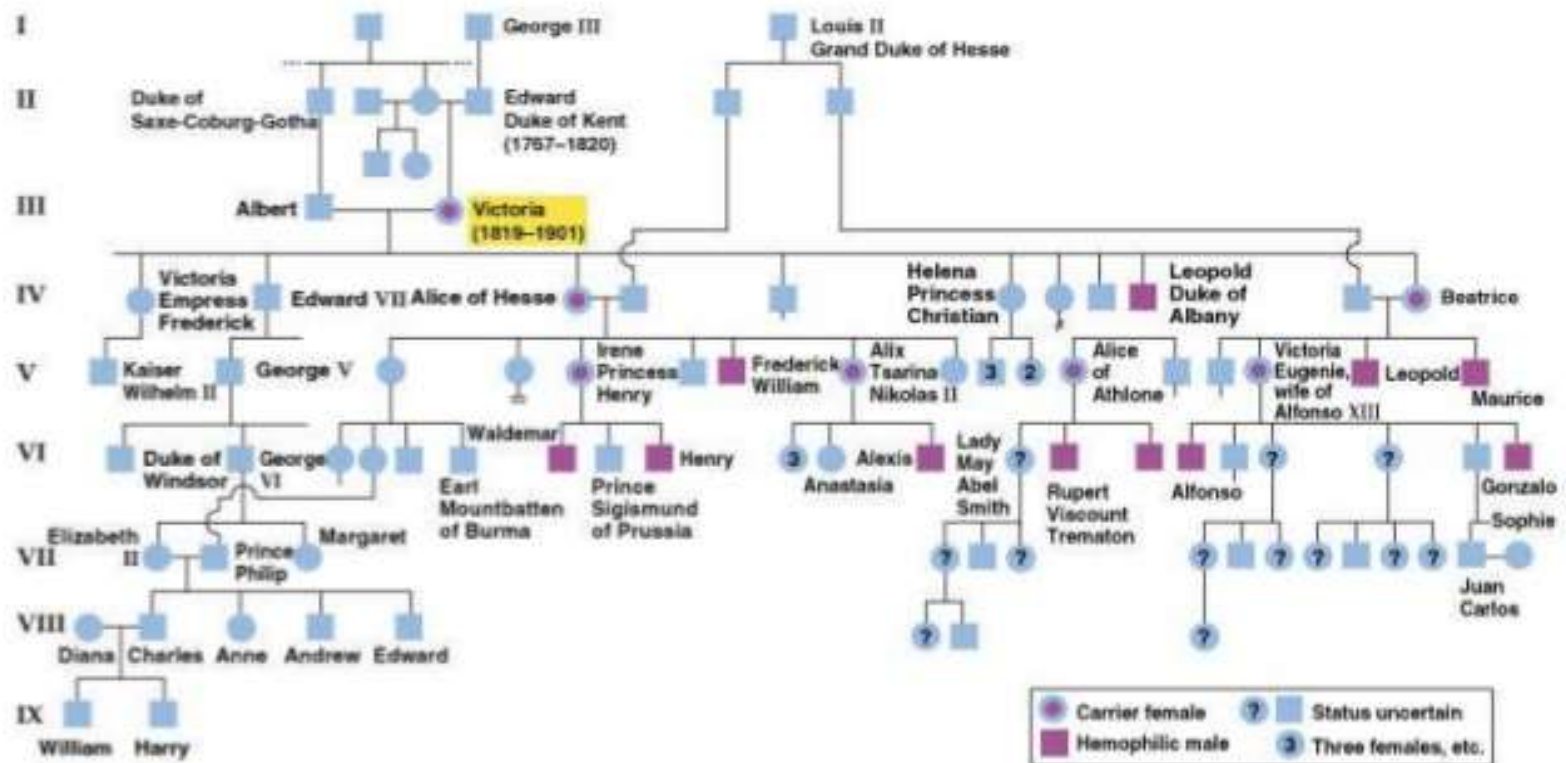 I
George III
Louis II
Grand Duke of Hesse
II
Duke of
Saxe-Coburg-Gotha
Edward
Duke of Kent
(1767–1820)
III
Albert
Victoria
(1819–1901)
IV
Victoria
Empress
Frederick
Edward VII
Alice of Hesse
Helena
Princess
Christian
Leopold
Duke of
Albany
Beatrice
V
Kaiser
Wilhelm II
George V
Irene
Princess
Henry
Frederick
William
Alix
Tsarina
Nikolas II
3
2
Alice
of
Athlone
Victoria
Eugenie,
wife of
Alfonso XIII
Leopold
Maurice
VI
Duke of
Windsor
George
VI
Earl
Mountbatten
of Burma
Waldemar
Prince
Sigismund
of Prussia
Henry
3
Anastasia
Alexis
Lady
May
Abel
Smith
?
Rupert
Viscount
Trematon
Alfonso
?
?
Gonzalo
VII
Elizabeth
II
Prince
Philip
Margaret
?
?
?
?
?
?
?
Sophie
Juan
Carlos
VIII
Diana
Charles
Anne
Andrew
Edward
?
?
IX
William
Harry
Carrier female
? Status uncertain
Hemophilic male
3 Three females, etc.